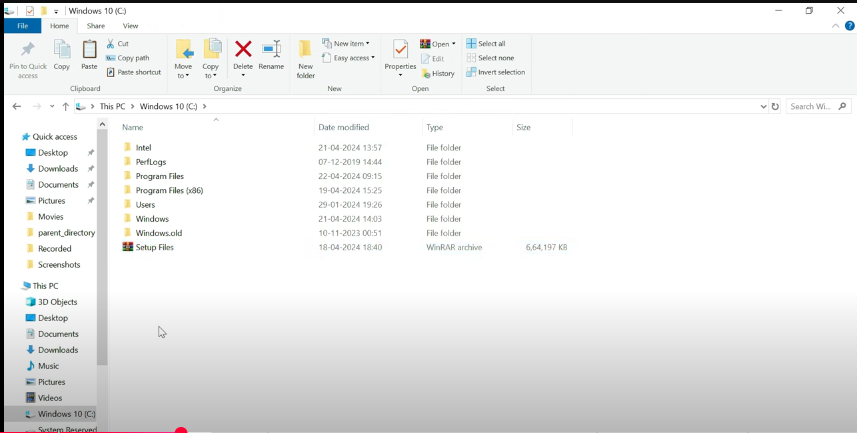 Windows 10 (C:)
File Home Share View
Pin to Quick access
Copy
Paste
Cut
Copy path
Paste shortcut
Clipboard
Move to
Copy to
Delete
Rename
Organize
New folder
New item
Easy access
New
Properties
Open
Edit
History
Open
Select all
Select none
Invert selection
Select
This PC > Windows 10 (C:) >
Search Wi...
Quick access
Desktop
Downloads
Documents
Pictures
Movies
parent_directory
Recorded
Screenshots
This PC
3D Objects
Desktop
Documents
Downloads
Music
Pictures
Videos
Windows 10 (C:)
System Reserved
Name Date modified Type Size
Intel 21-04-2024 13:57 File folder
PerfLogs 07-12-2019 14:44 File folder
Program Files 22-04-2024 09:15 File folder
Program Files (x86) 19-04-2024 15:25 File folder
Users 29-01-2024 19:26 File folder
Windows 21-04-2024 14:03 File folder
Windows.old 10-11-2023 00:51 File folder
Setup Files 18-04-2024 18:40 WinRAR archive 6,64,197 KB